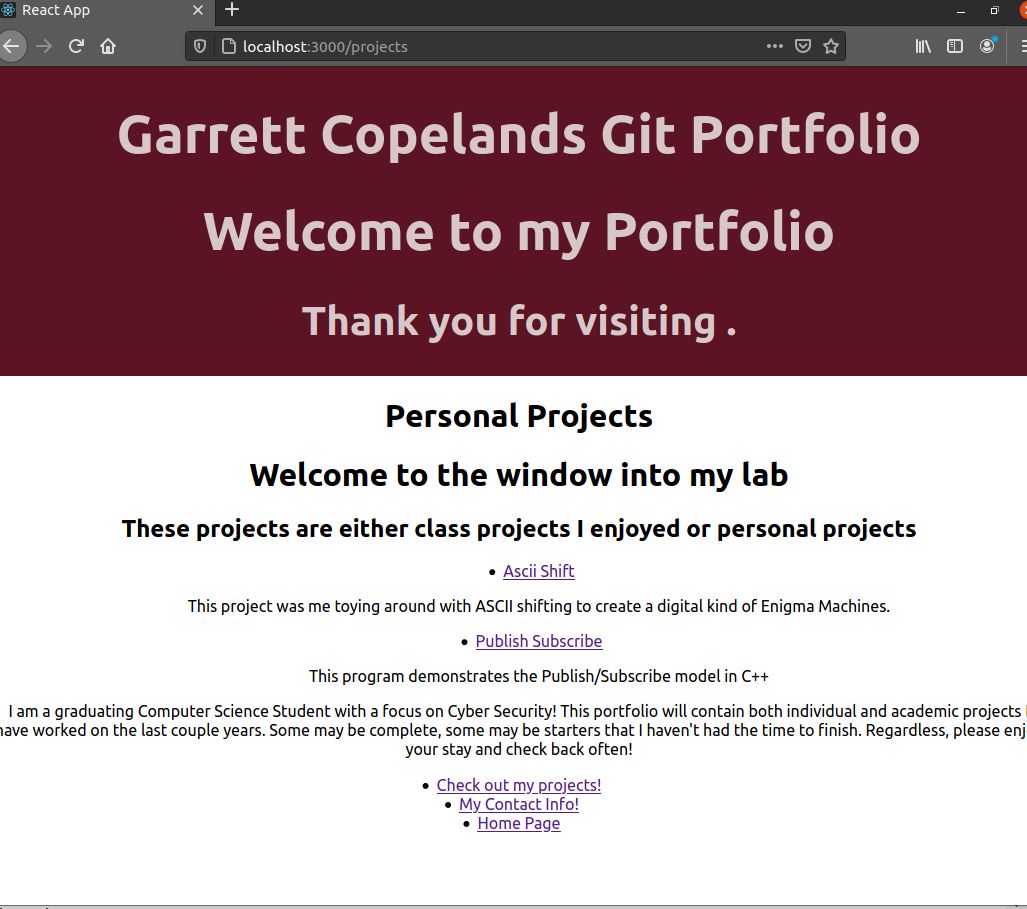 React App
localhost:3000/projects
Garrett Copelands Git Portfolio
Welcome to my Portfolio
Thank you for visiting .
Personal Projects
Welcome to the window into my lab
These projects are either class projects I enjoyed or personal projects
Ascii Shift
This project was me toying around with ASCII shifting to create a digital kind of Enigma Machines.
Publish Subscribe
This program demonstrates the Publish/Subscribe model in C++
I am a graduating Computer Science Student with a focus on Cyber Security! This portfolio will contain both individual and academic projects
have worked on the last couple years. Some may be complete, some may be starters that I haven't had the time to finish. Regardless, please enj
your stay and check back often!
Check out my projects!
My Contact Info!
Home Page